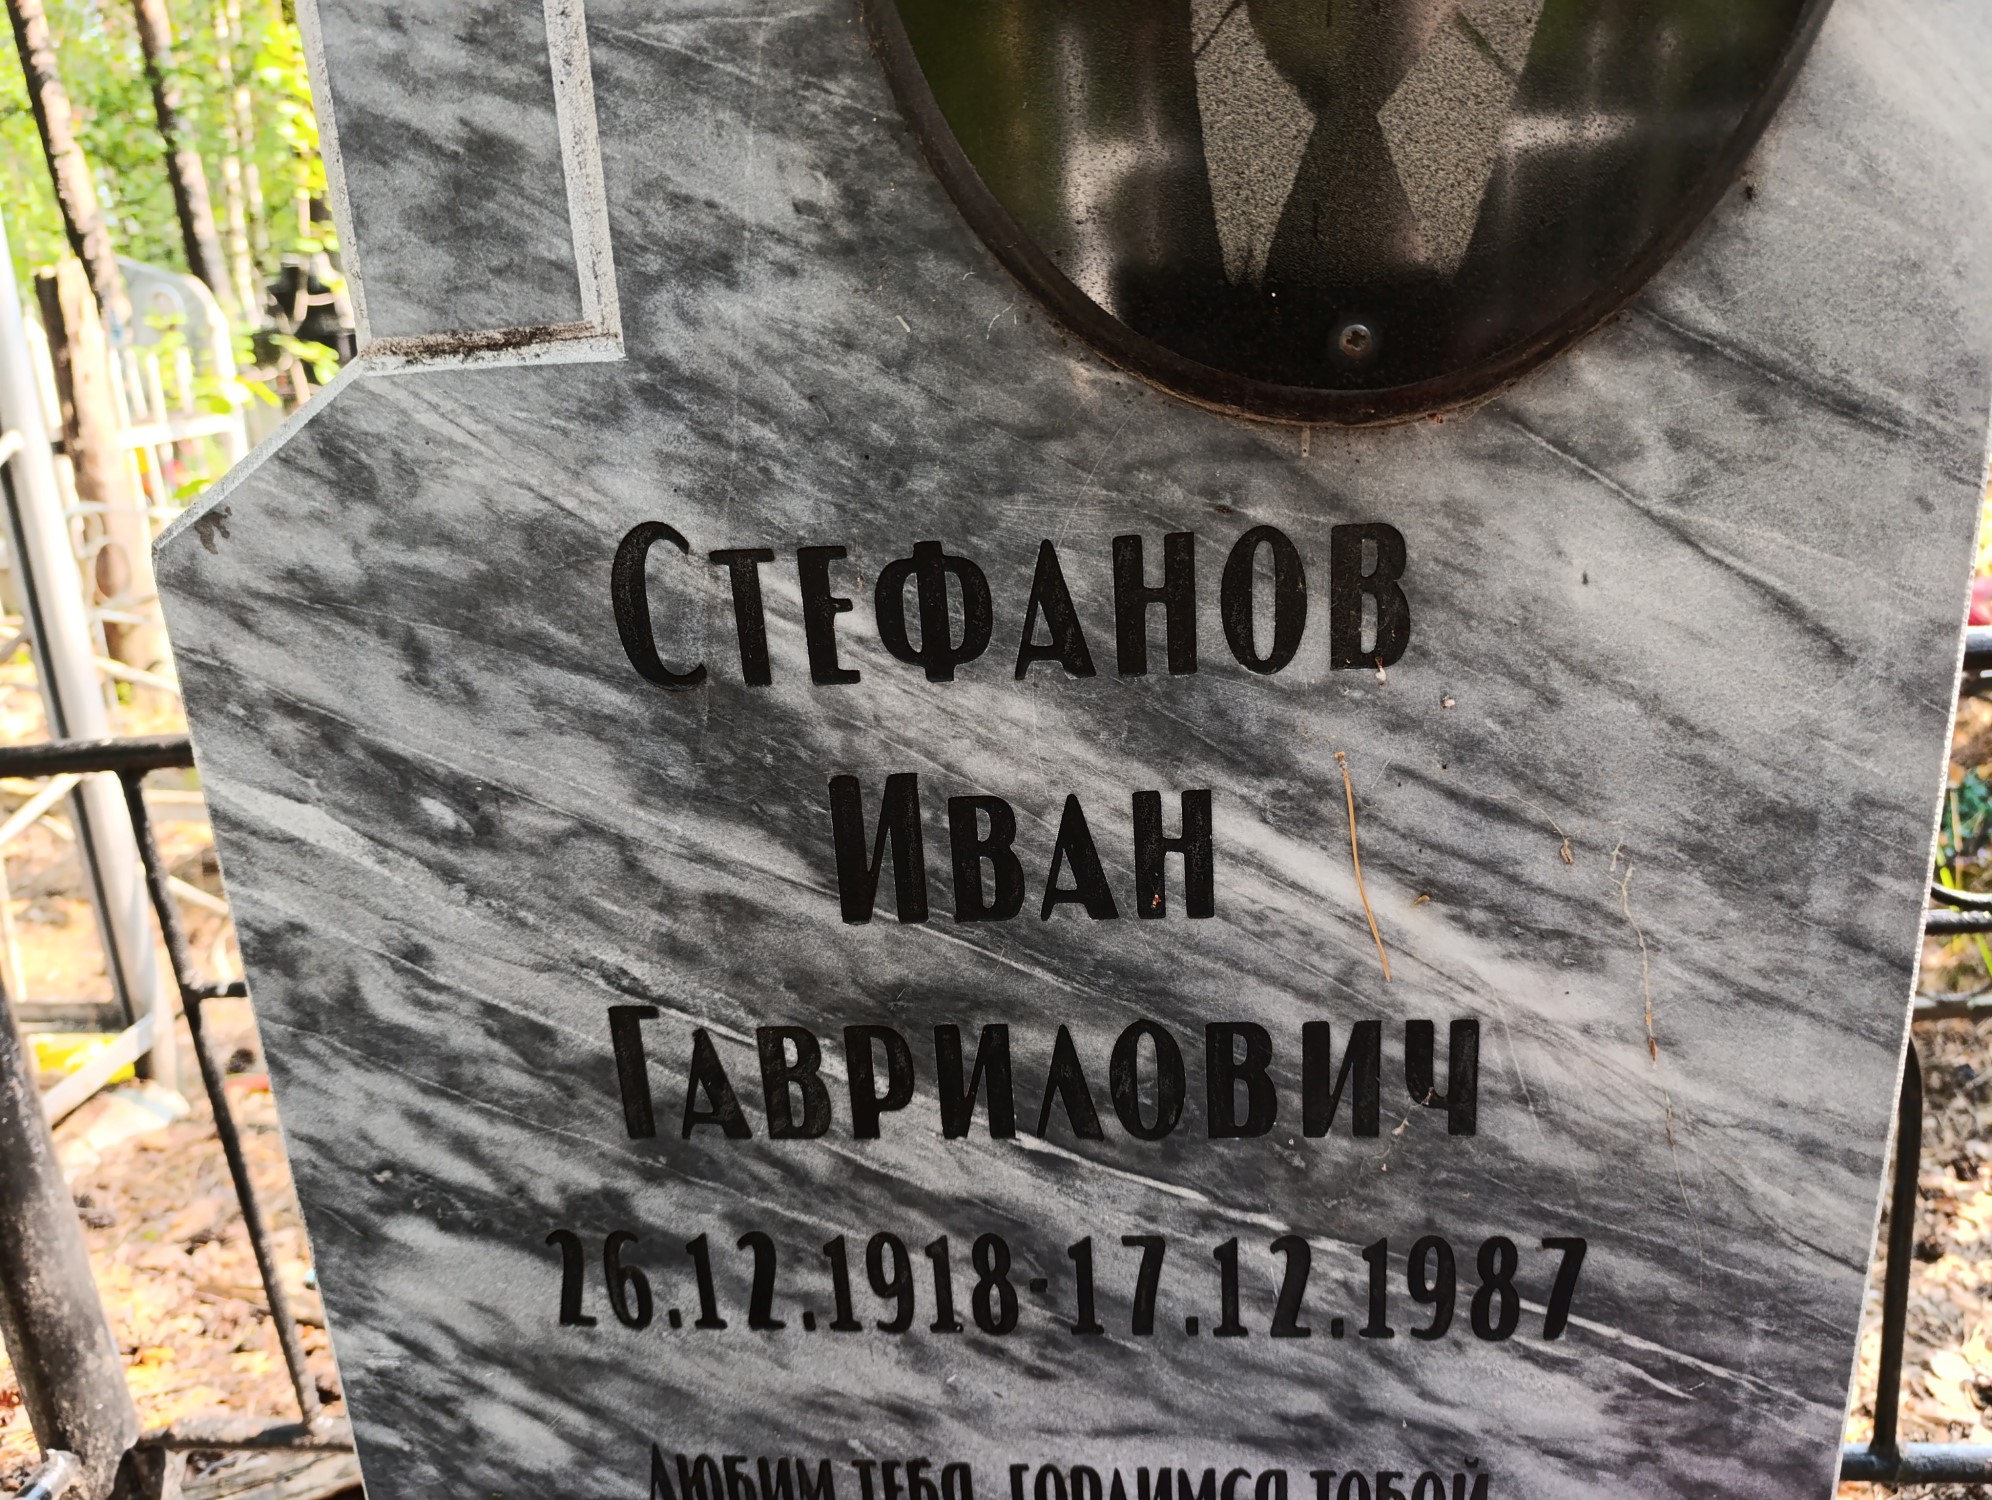 Стефанов
Иван
Гаврилович
26.12.1918-17.12.1987
Любим тебя, гордимся тобой